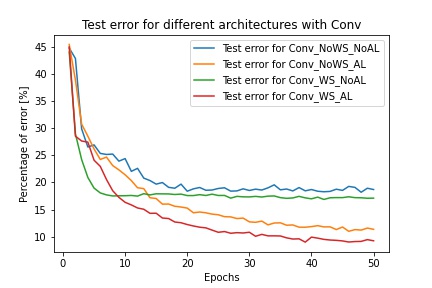 Test error for different architectures with Conv
Test error for Conv_NoWS_NoAL
Test error for Conv_NoWS_AL
Test error for Conv_WS_NoAL
Test error for Conv_WS_AL
Percentage of error [%]
45
40
35
30
25
20
15
10
0
10
20
30
40
50
Epochs